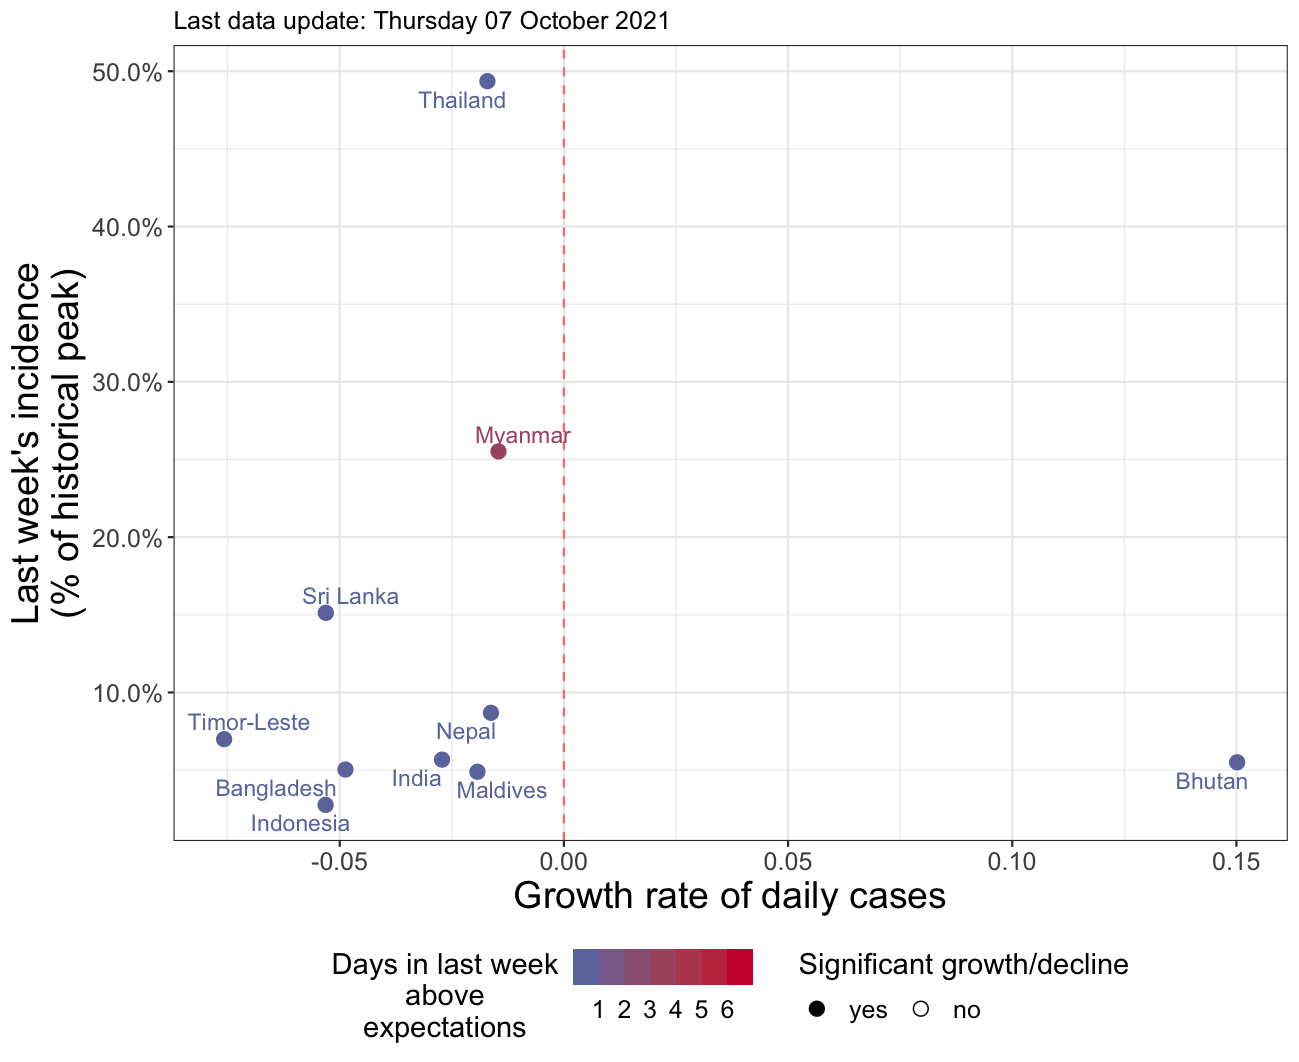 Last data update: Thursday 07 October 2021
Last week's incidence
(% of historical peak)
50.0%
40.0%
30.0%
20.0%
10.0%
Thailand
Myanmar
Sri Lanka
Timor-Leste
Nepal
Bangladesh
India
Maldives
Bhutan
Indonesia
-0.05
0.00
0.05
0.10
0.15
Growth rate of daily cases
Days in last week
above
expectations
1 2 3 4 5 6
Significant growth/decline
yes no